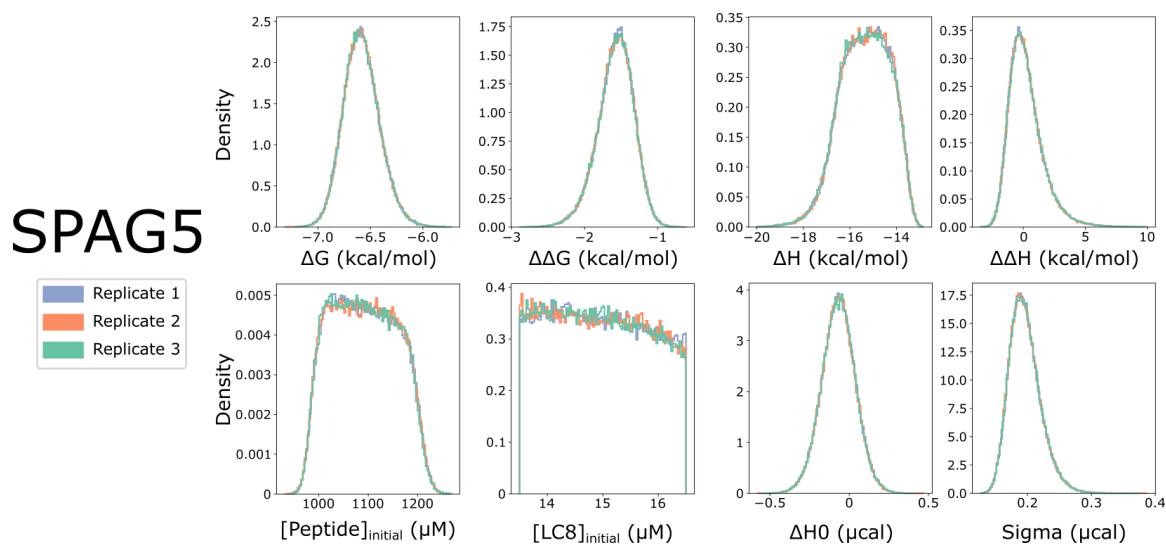 SPAG5
Replicate 1
Replicate 2
Replicate 3
Density
2.5
2.0
1.5
1.0
0.5
0.0
−7.0 −6.5 −6.0
ΔG (kcal/mol)
1.75
1.50
1.25
1.00
0.75
0.50
0.25
0.00
−3 −2 −1
ΔΔG (kcal/mol)
0.35
0.30
0.25
0.20
0.15
0.10
0.05
0.00
−20 −18 −16 −14
ΔH (kcal/mol)
0.35
0.30
0.25
0.20
0.15
0.10
0.05
0.00
0 5 10
ΔΔH (kcal/mol)
Density
0.005
0.004
0.003
0.002
0.001
0
1000 1100 1200
[Peptide]initial (μM)
0.4
0.3
0.2
0.1
0
14 15 16
[LC8]initial (μM)
4
3
2
1
0
−0.5 0 0.5
ΔH0 (μcal)
17.5
15.0
12.5
10.0
7.5
5.0
2.5
0.0
0.2 0.4
Sigma (μcal)